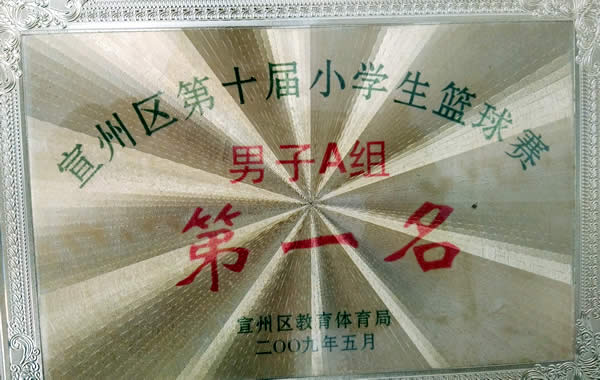 宣州区第十届小学生篮球赛
男子A组
第一名
宣州区教育体育局
二〇〇九年五月